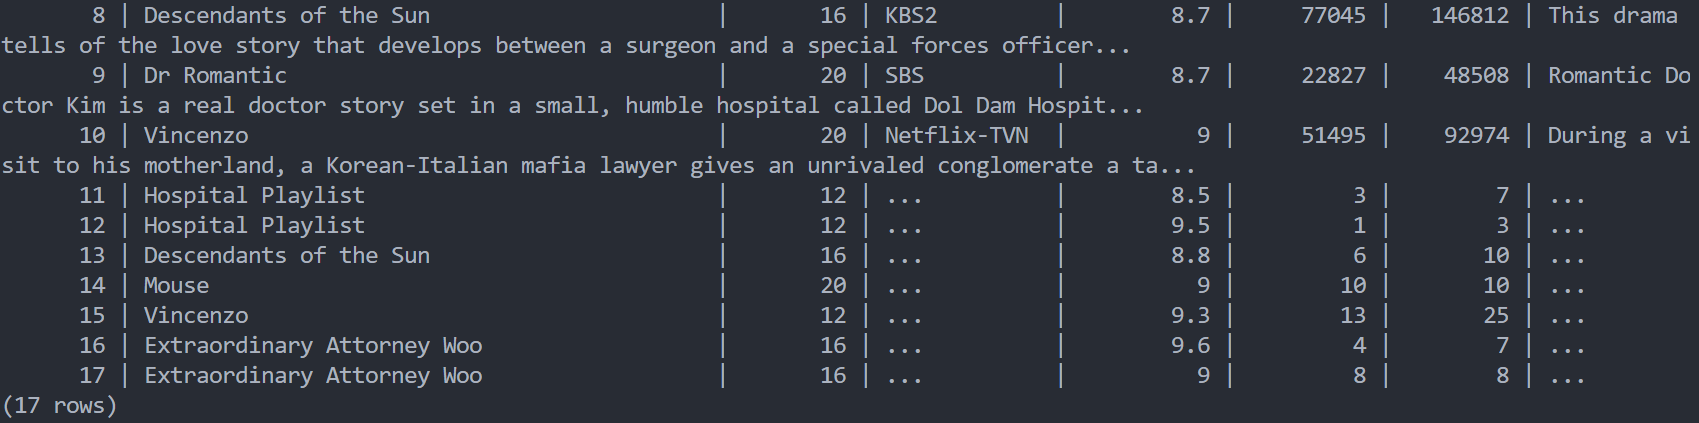 8 | Descendants of the Sun | 16 | KBS2 | 8.7 | 77045 | 146812 | This drama
tells of the love story that develops between a surgeon and a special forces officer...
9 | Dr Romantic | 20 | SBS | 8.7 | 22827 | 48508 | Romantic Do
ctor Kim is a real doctor story set in a small, humble hospital called Dol Dam Hospit...
10 | Vincenzo | 20 | Netflix-TVN | 9 | 51495 | 92974 | During a vi
sit to his motherland, a Korean-Italian mafia lawyer gives an unrivaled conglomerate a ta...
11 | Hospital Playlist | 12 | ... | 8.5 | 3 | 7 | ...
12 | Hospital Playlist | 12 | ... | 9.5 | 1 | 3 | ...
13 | Descendants of the Sun | 16 | ... | 8.8 | 6 | 10 | ...
14 | Mouse | 20 | ... | 9 | 10 | 10 | ...
15 | Vincenzo | 12 | ... | 9.3 | 13 | 25 | ...
16 | Extraordinary Attorney Woo | 16 | ... | 9.6 | 4 | 7 | ...
17 | Extraordinary Attorney Woo | 16 | ... | 9 | 8 | 8 | ...
(17 rows)